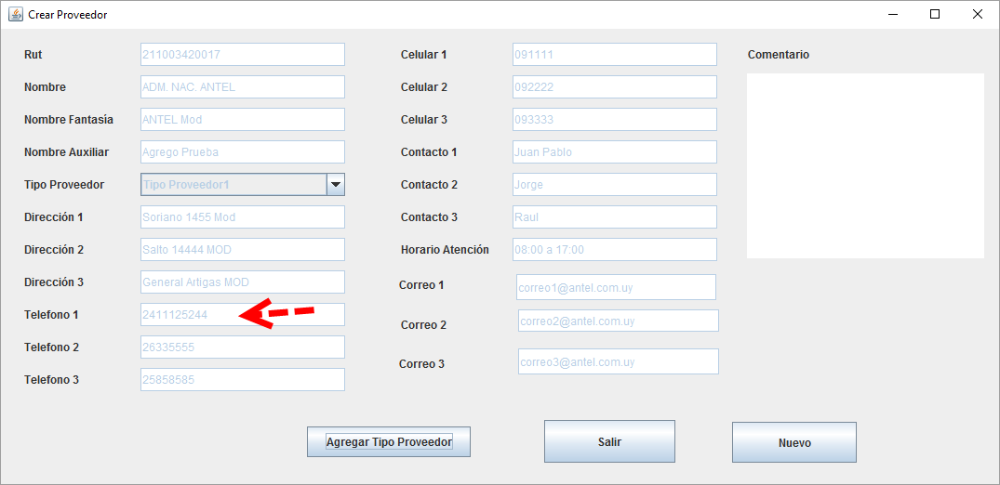 Crear Proveedor
Rut 211003420017
Nombre ADM. NAC. ANTEL
Nombre Fantasía ANTEL Mod
Nombre Auxiliar Agrego Prueba
Tipo Proveedor Tipo Proveedor1
Dirección 1 Soriano 1455 Mod
Dirección 2 Salto 14444 MOD
Dirección 3 General Artigas MOD
Telefono 1 2411125244
Telefono 2 26335555
Telefono 3 25858585
Celular 1 091111
Celular 2 092222
Celular 3 093333
Contacto 1 Juan Pablo
Contacto 2 Jorge
Contacto 3 Raul
Horario Atención 08:00 a 17:00
Correo 1 correo1@antel.com.uy
Correo 2 correo2@antel.com.uy
Correo 3 correo3@antel.com.uy
Comentario
Agregar Tipo Proveedor
Salir
Nuevo